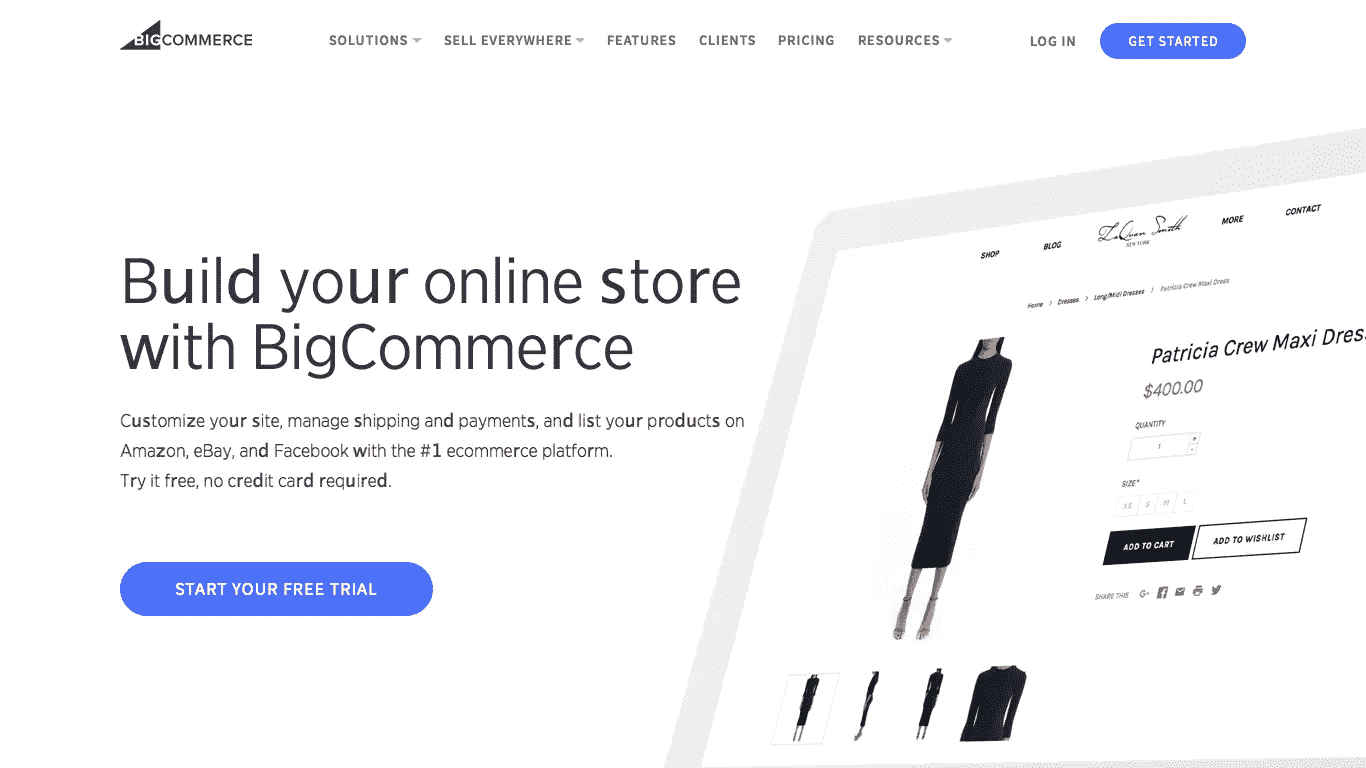 BIGCOMMERCE
SOLUTIONS SELL EVERYWHERE FEATURES CLIENTS PRICING RESOURCES LOG IN GET STARTED
Build your online store
with BigCommerce
Customize your site, manage shipping and payments, and list your products on
Amazon, eBay, and Facebook with the #1 ecommerce platform.
Try it free, no credit card required.
START YOUR FREE TRIAL
SHOP BLOG LaQuan Smith MORE CONTACT
NEW YORK
Home > Dresses > Long/Midi Dresses > Patricia Crew Maxi Dress
Patricia Crew Maxi Dres
$400.00
QUANTITY
1 + -
SIZE*
XS S M L
ADD TO CART ADD TO WISHLIST
SHARE THIS G+